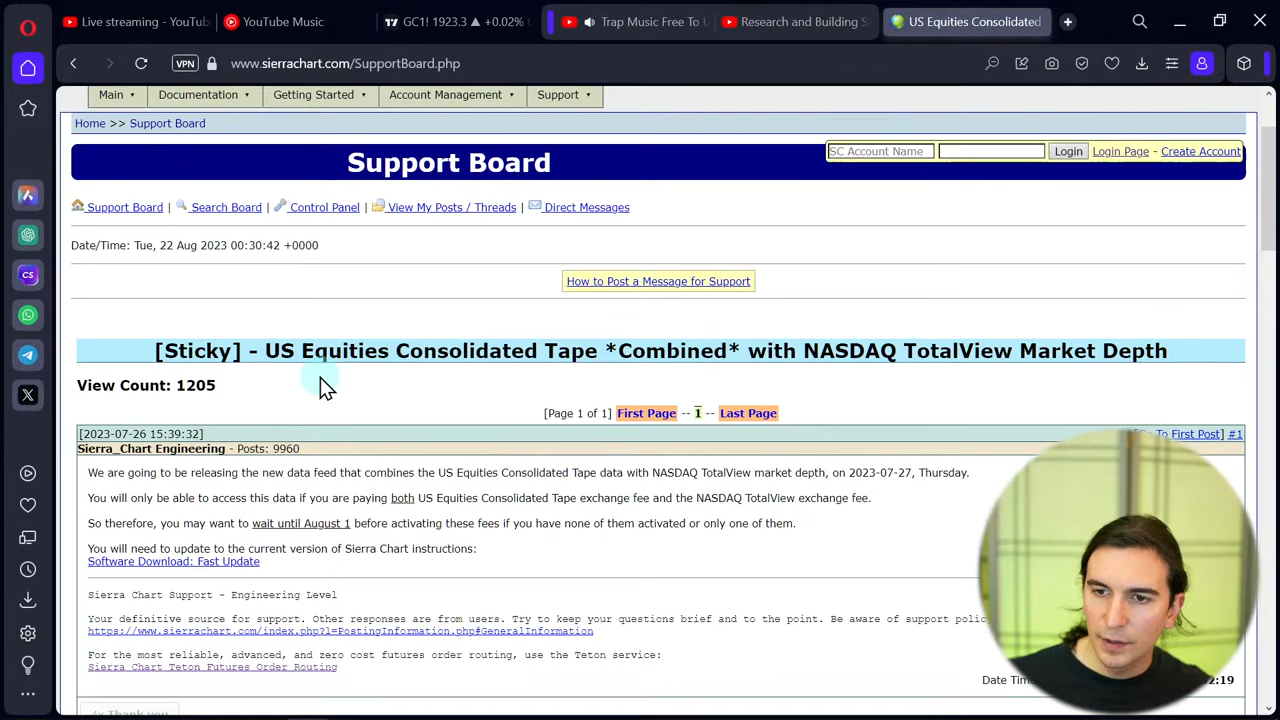 Live streaming - YouTub
YouTube Music
GC1! 1923.3 ▲ +0.02%
Trap Music Free To U
Research and Building S
US Equities Consolidated
VPN
www.sierrachart.com/SupportBoard.php
Main
Documentation
Getting Started
Account Management
Support
Home >> Support Board
Support Board
SC Account Name
Login
Login Page - Create Account
Support Board | Search Board | Control Panel | View My Posts / Threads | Direct Messages
Date/Time: Tue, 22 Aug 2023 00:30:42 +0000
How to Post a Message for Support
[Sticky] - US Equities Consolidated Tape *Combined* with NASDAQ TotalView Market Depth
View Count: 1205
[Page 1 of 1] First Page -- 1 -- Last Page
[2023-07-26 15:39:32]
[Go To First Post] #1
Sierra_Chart Engineering - Posts: 9960
We are going to be releasing the new data feed that combines the US Equities Consolidated Tape data with NASDAQ TotalView market depth, on 2023-07-27, Thursday.
You will only be able to access this data if you are paying both US Equities Consolidated Tape exchange fee and the NASDAQ TotalView exchange fee.
So therefore, you may want to wait until August 1 before activating these fees if you have none of them activated or only one of them.
You will need to update to the current version of Sierra Chart instructions:
Software Download: Fast Update
Sierra Chart Support - Engineering Level
Your definitive source for support. Other responses are from users. Try to keep your questions brief and to the point. Be aware of support polic
https://www.sierrachart.com/index.php?l=PostingInformation.php#GeneralInformation
For the most reliable, advanced, and zero cost futures order routing, use the Teton service:
Sierra Chart Teton Futures Order Routing
Date Tim
2:19
Thank you